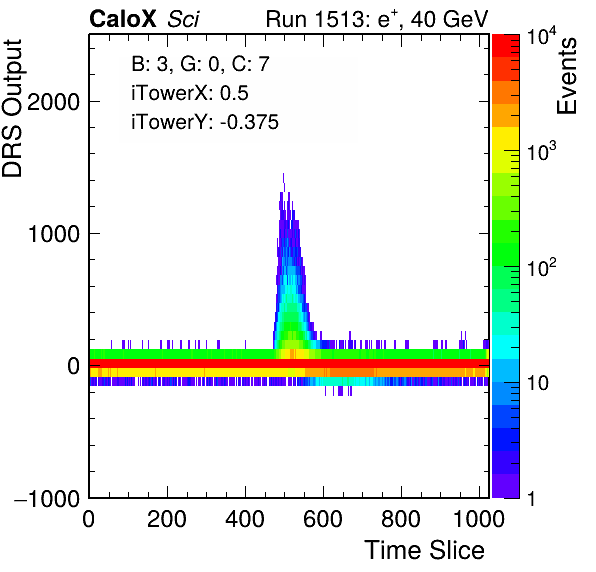 CaloX Sci Run 1513: e+, 40 GeV
B: 3, G: 0, C: 7
iTowerX: 0.5
iTowerY: -0.375
DRS Output
2000
1000
0
−1000
0 200 400 600 800 1000
Time Slice
Events
10^4
10^3
10^2
10
1